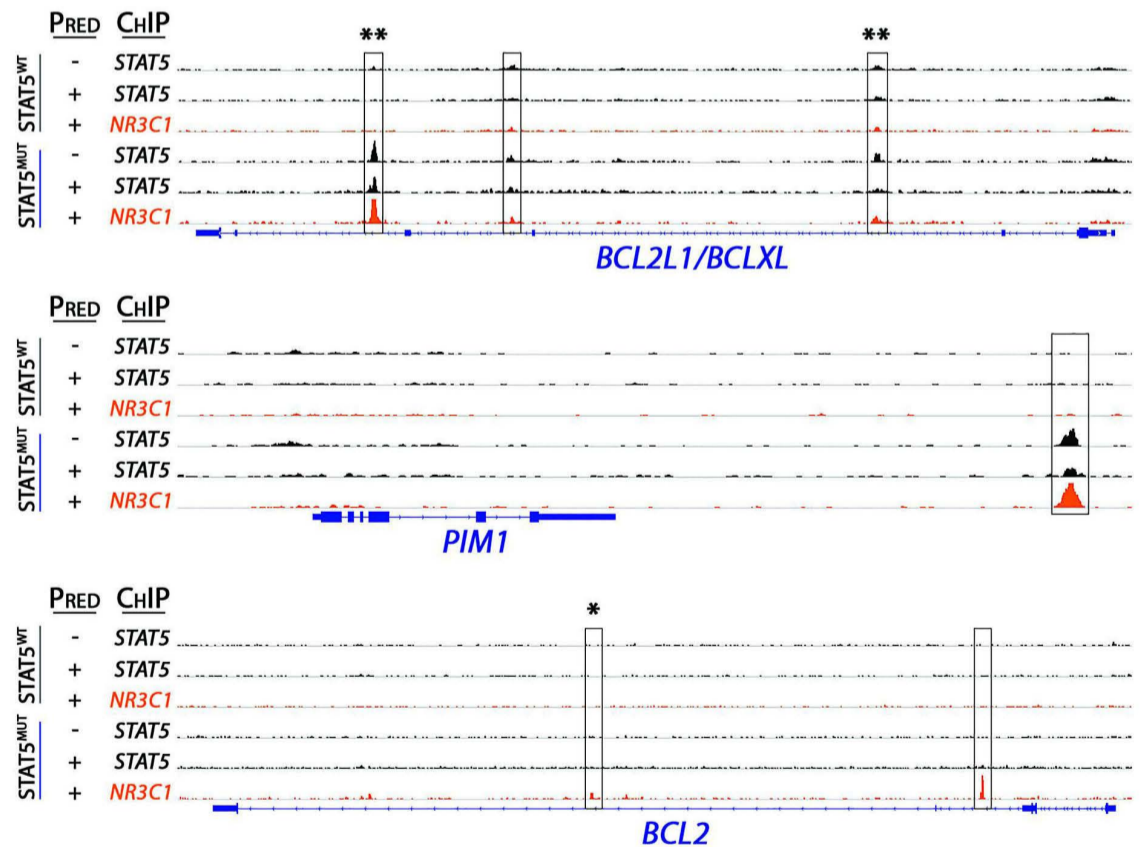 PRED CHIP
** **
STAT5WT
- STAT5
+ STAT5
+ NR3C1
STAT5MUT
- STAT5
+ STAT5
+ NR3C1
BCL2L1/BCLXL
PRED CHIP
STAT5WT
- STAT5
+ STAT5
+ NR3C1
STAT5MUT
- STAT5
+ STAT5
+ NR3C1
PIM1
PRED CHIP
*
STAT5WT
- STAT5
+ STAT5
+ NR3C1
STAT5MUT
- STAT5
+ STAT5
+ NR3C1
BCL2